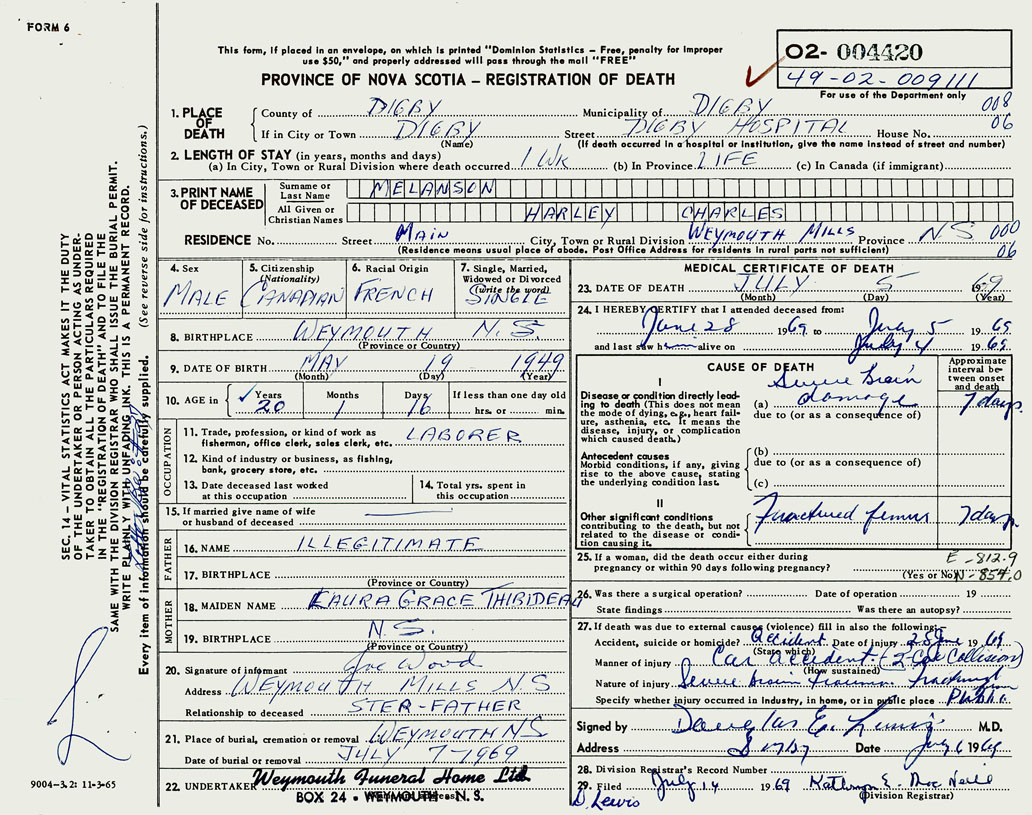 FORM 6
This form, if placed in an envelope, on which is printed "Dominion Statistics – Free, penalty for improper
use $50," and properly addressed will pass through the mail "FREE"
PROVINCE OF NOVA SCOTIA – REGISTRATION OF DEATH
02- 004420
49-02-009111
For use of the Department only
1. PLACE OF DEATH
County of DIGBY Municipality of DIGBY 008
If in City or Town DIGBY Street DIGBY HOSPITAL House No. 06
(Name) (If death occurred in a hospital or institution, give the name instead of street and number)
2. LENGTH OF STAY (in years, months and days)
(a) In City, Town or Rural Division where death occurred 1 WK (b) In Province LIFE (c) In Canada (if immigrant)
3. PRINT NAME OF DECEASED
Surname or Last Name MELANSON
All Given or Christian Names HARLEY CHARLES
RESIDENCE No. Street MAIN City, Town or Rural Division WEYMOUTH MILLS Province NS 000
(Residence means usual place of abode. Post Office Address for residents in rural parts not sufficient) 06
4. Sex MALE
5. Citizenship (Nationality) CANADIAN
6. Racial Origin FRENCH
7. Single, Married, Widowed or Divorced (write the word) SINGLE
8. BIRTHPLACE WEYMOUTH N.S.
(Province or Country)
9. DATE OF BIRTH MAY 19 1949
(Month) (Day) (Year)
10. AGE in Years Months Days If less than one day old
20 1 16 hrs. or min.
OCCUPATION
11. Trade, profession, or kind of work as LABORER
fisherman, office clerk, sales clerk, etc.
12. Kind of industry or business, as fishing,
bank, grocery store, etc.
13. Date deceased last worked at this occupation
14. Total yrs. spent in this occupation
15. If married give name of wife
or husband of deceased
FATHER
16. NAME ILLEGITIMATE
17. BIRTHPLACE
(Province or Country)
MOTHER
18. MAIDEN NAME LAURA GRACE THIBIDEAU
19. BIRTHPLACE N.S.
(Province or Country)
20. Signature of informant Joe Wood
Address WEYMOUTH MILLS NS
Relationship to deceased STEP-FATHER
21. Place of burial, cremation or removal WEYMOUTH NS
Date of burial or removal JULY 7-1969
22. UNDERTAKER Weymouth Funeral Home Ltd.
BOX 24 • WEYMOUTH • N. S.
MEDICAL CERTIFICATE OF DEATH
23. DATE OF DEATH JULY 5 1969
(Month) (Day) (Year)
24. I HEREBY CERTIFY that I attended deceased from:
June 28 1969 to July 5 1969
and last saw h alive on July 4 1969
CAUSE OF DEATH
Approximate interval between onset and death
I
Disease or condition directly leading to death (This does not mean the mode of dying, e.g., heart failure, asthenia, etc. It means the disease, injury, or complication which caused death.)
(a) Severe Brain damage 7 days
due to (or as a consequence of)
Antecedent causes
Morbid conditions, if any, giving rise to the above cause, stating the underlying condition last.
(b)
due to (or as a consequence of)
(c)
II
Other significant conditions
contributing to the death, but not related to the disease or condition causing it.
Fractured femur 7 days
25. If a woman, did the death occur either during E-812.9
pregnancy or within 90 days following pregnancy?
(Yes or No) N-854.0
26. Was there a surgical operation? Date of operation 19
State findings Was there an autopsy?
27. If death was due to external causes (violence) fill in also the following:
Accident, suicide or homicide? Accident Date of injury 28 June 1969
(State which)
Manner of injury Car accident (2 Car Collision)
(How sustained)
Nature of injury Severe brain trauma
Specify whether injury occurred in industry, in home, or in public place Public
Signed by Douglas E. Lewis M.D.
Address Digby Date July 6 1969
28. Division Registrar's Record Number
29. Filed July 14 1969 Kathryn E. Mac Neill
D. Lewis (Division Registrar)
SEC. 14 – VITAL STATISTICS ACT MAKES IT THE DUTY
OF THE UNDERTAKER OR PERSON ACTING AS UNDER-
TAKER TO OBTAIN ALL THE PARTICULARS REQUIRED
IN THE "REGISTRATION OF DEATH" AND TO FILE THE
SAME WITH THE DIVISION REGISTRAR WHO SHALL ISSUE THE BURIAL PERMIT.
WRITE PLAINLY WITH UNFADING INK. THIS IS A PERMANENT RECORD.
Every item of information should be carefully supplied. (See reverse side for instructions.)
9004-3.2: 11-3-65